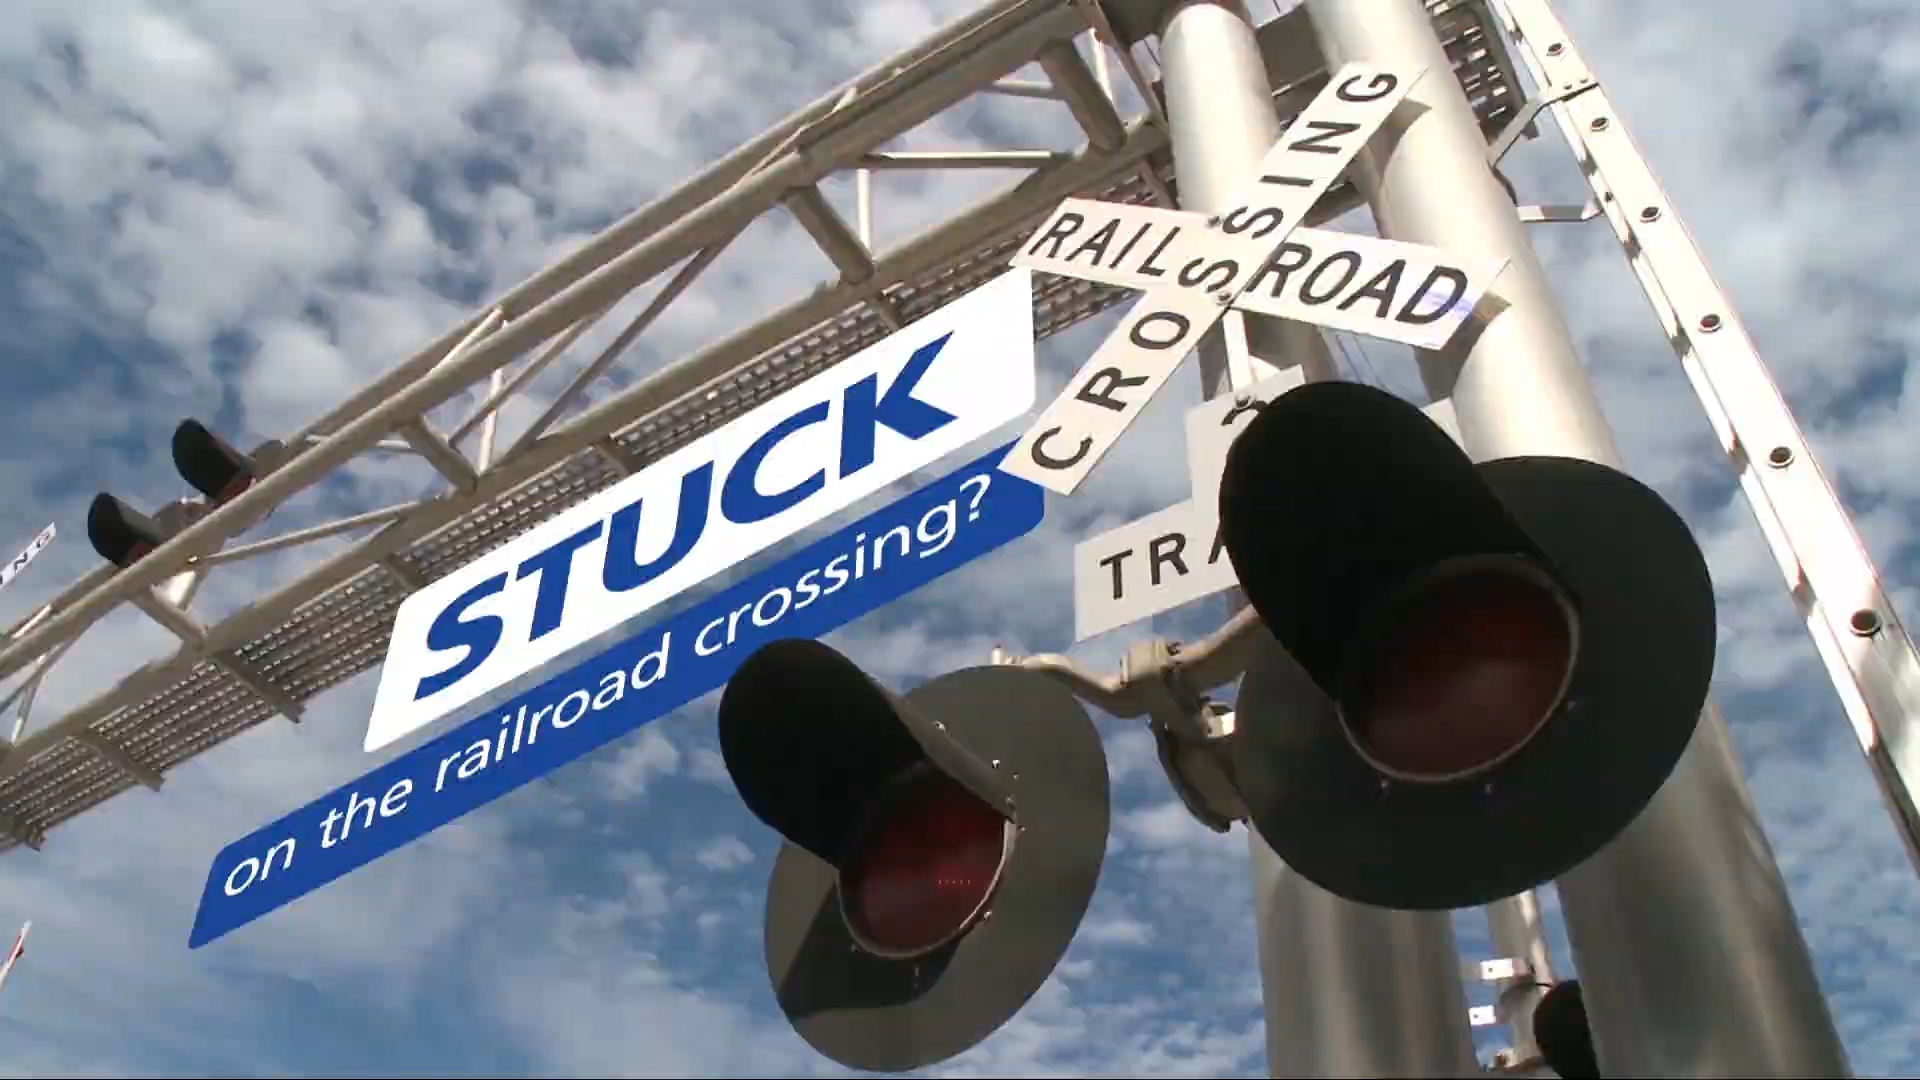 RAILROAD
CROSSING
STUCK
on the railroad crossing?